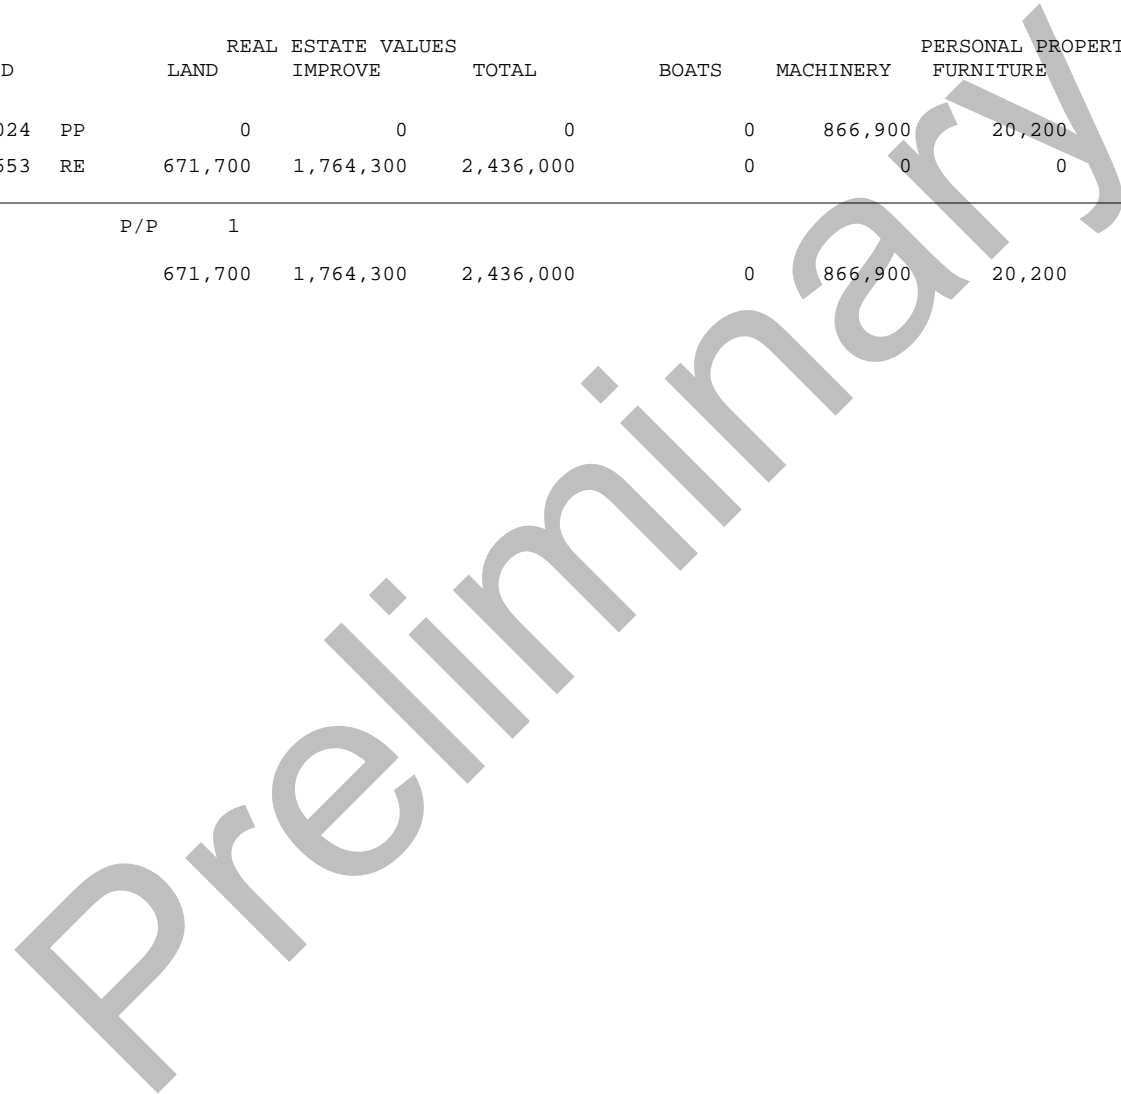 REAL ESTATE VALUES PERSONAL PROPERT
D LAND IMPROVE TOTAL BOATS MACHINERY FURNITURE
024 PP 0 0 0 0 866,900 20,200
553 RE 671,700 1,764,300 2,436,000 0 0 0
P/P 1
671,700 1,764,300 2,436,000 0 866,900 20,200
Preliminary